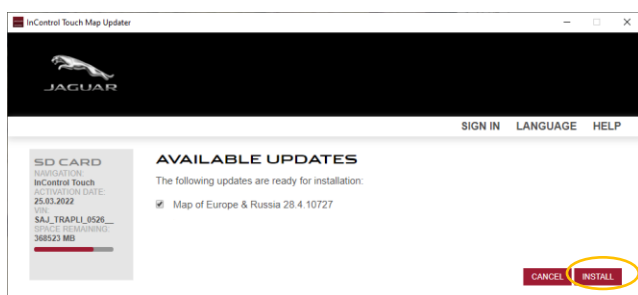 InControl Touch Map Updater
JAGUAR
SIGN IN LANGUAGE HELP
SD CARD
NAVIGATION:
InControl Touch
ACTIVATION DATE:
25.03.2022
VIN:
SAJ_TRAPLI_0526__
SPACE REMAINING:
368523 MB
AVAILABLE UPDATES
The following updates are ready for installation:
Map of Europe & Russia 28.4.10727
CANCEL INSTALL